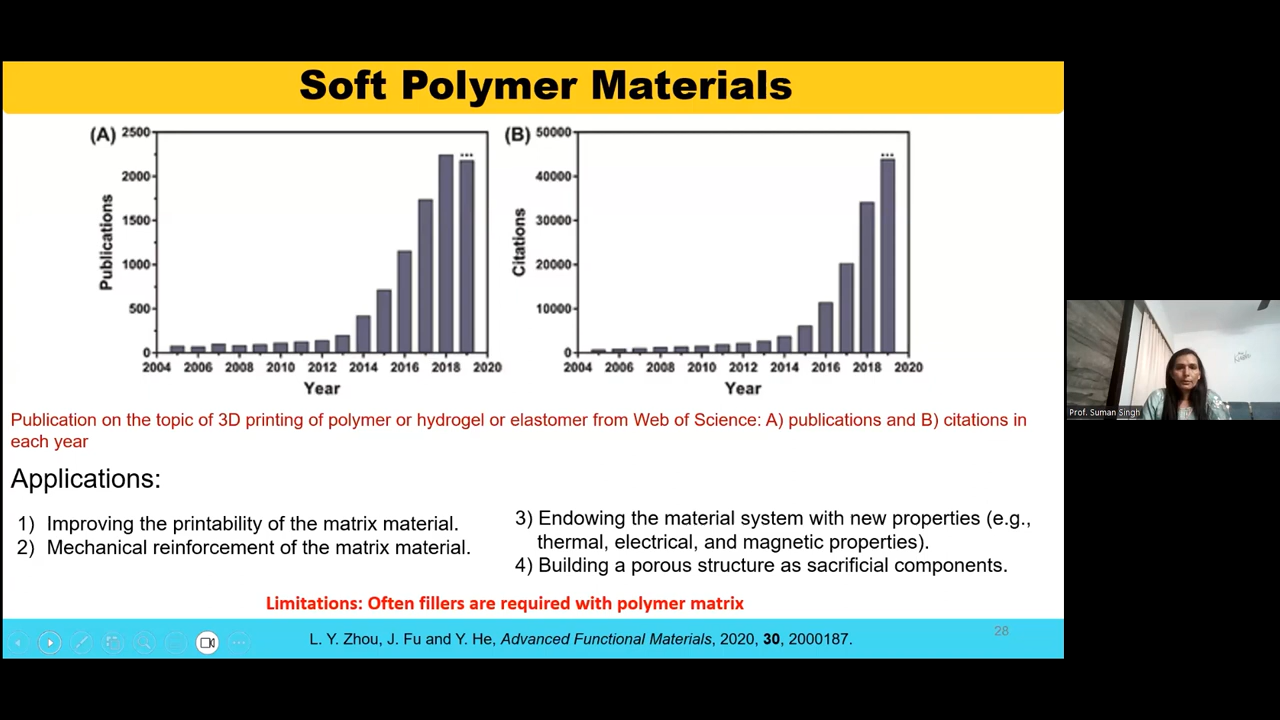 Soft Polymer Materials
(A)
2500
2000
1500
1000
500
0
Publications
2004 2006 2008 2010 2012 2014 2016 2018 2020
Year
...
(B)
50000
40000
30000
20000
10000
0
Citations
2004 2006 2008 2010 2012 2014 2016 2018 2020
Year
...
Publication on the topic of 3D printing of polymer or hydrogel or elastomer from Web of Science: A) publications and B) citations in
each year
Applications:
1) Improving the printability of the matrix material.
2) Mechanical reinforcement of the matrix material.
3) Endowing the material system with new properties (e.g.,
thermal, electrical, and magnetic properties).
4) Building a porous structure as sacrificial components.
Limitations: Often fillers are required with polymer matrix
L. Y. Zhou, J. Fu and Y. He, Advanced Functional Materials, 2020, 30, 2000187.
28
Prof. Suman Singh